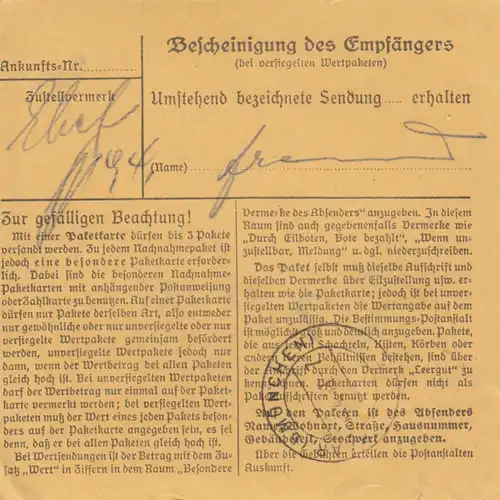 Ankunfts-Nr.
Zustellvermerk
Bescheinigung des Empfängers
(bei versiegelten Wertpaketen)
Umstehend bezeichnete Sendung erhalten
(Name)
Zur gefälligen Beachtung!
Mit einer Paketkarte dürfen bis 3 Pakete
versandt werden. Zu jedem Nachnahmepaket ist
jedoch eine besondere Paketkarte erforder-
lich. Dabei sind die besonderen Nachnahme-
Paketkarten mit anhängender Postanweisung
oder Zahlkarte zu benutzen. Auf einer Paketkarte
dürfen nur Pakete derselben Art, also entweder
nur gewöhnliche oder nur unversiegelte oder nur
versiegelte Wertpakete gemeinsam befördert
werden, unversiegelte Wertpakete jedoch nur
dann, wenn der Wertbetrag bei allen Paketen
gleich hoch ist. Bei unversiegelten Wertpaketen
darf der Wertbetrag nur einmal auf der Paket-
karte vermerkt werden; bei versiegelten Wert-
paketen muß der Wert eines jeden Pakets beson-
ders auf der Paketkarte angegeben sein, es sei
denn, daß er bei allen Paketen gleich hoch ist.
Bei Wertsendungen ist der Betrag mit dem Zu-
satz „Wert“ in Ziffern in dem Raum „Besondere
Vermerke des Absenders“ anzugeben. In diesem
Raum sind auch gegebenenfalls Vermerke wie
„Durch Eilboten, Bote bezahlt“, „Wenn un-
zustellbar, Meldung“ u. dgl. niederzuschreiben.
Das Paket selbst muß dieselbe Aufschrift und
dieselben Vermerke über Eilzustellung usw. er-
halten wie die Paketkarte; jedoch ist bei unver-
siegelten Wertpaketen die Wertangabe auf dem
Paket unzulässig. Die Bestimmungs-Postanstalt
ist möglichst groß und deutlich anzugeben. Pakete,
die aus leeren Schachteln, Kisten, Körben oder
anderen leeren Behältnissen bestehen, sind über
der Aufschrift durch den Vermerk „Leergut“ zu
kennzeichnen. Paketkarten dürfen nicht als
Paketaufschriften benutzt werden.
Auf den Paketen ist des Absenders
Name, Wohnort, Straße, Hausnummer,
Gebäudeteil, Stockwerk anzugeben.
Über die Gebühren erteilen die Postanstalten
Auskunft.
MÜNCHEN